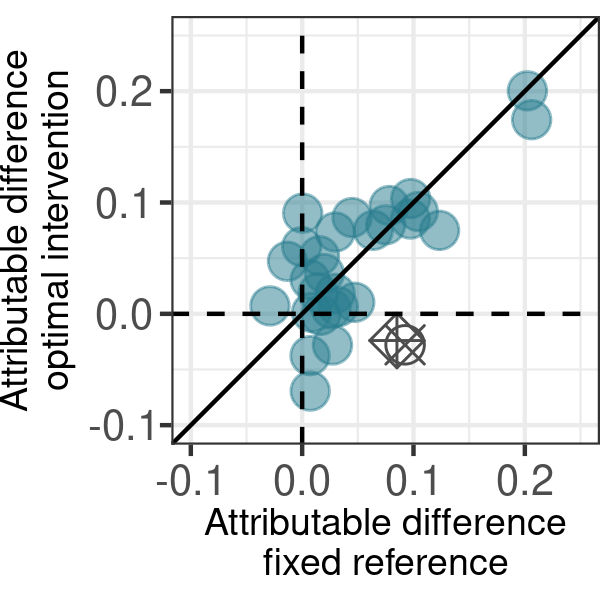 Attributable difference
optimal intervention
0.2
0.1
0.0
-0.1
-0.1 0.0 0.1 0.2
Attributable difference
fixed reference